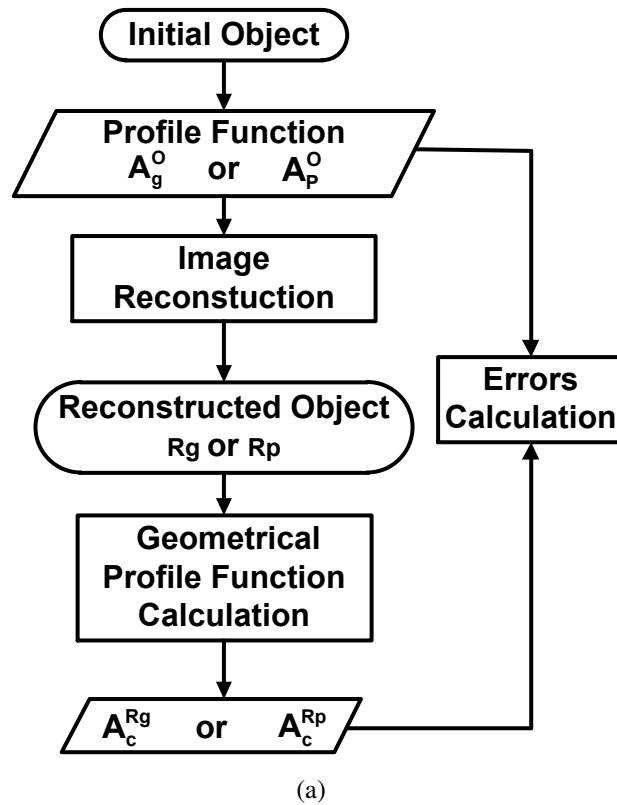 Initial Object
Profile Function
A_g^O or A_P^O
Image
Reconstuction
Reconstructed Object
Rg or Rp
Geometrical
Profile Function
Calculation
A_c^Rg or A_c^Rp
Errors
Calculation
(a)